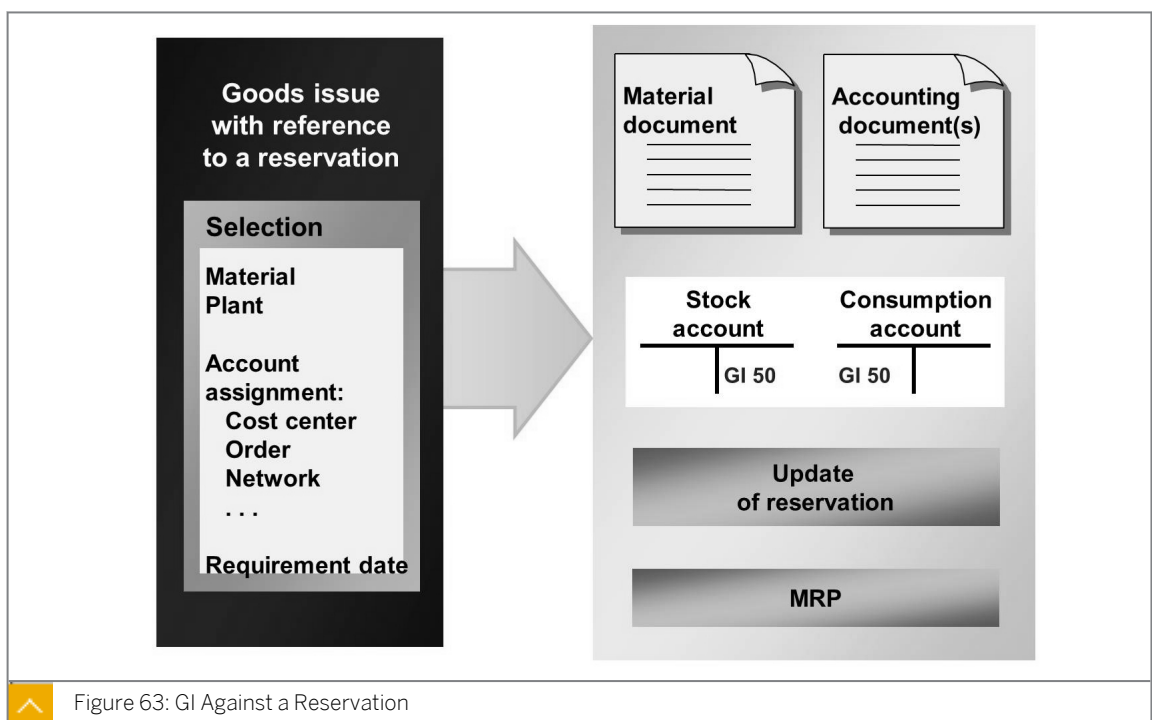 Goods issue
with reference
to a reservation
Selection
Material
Plant
Account
assignment:
Cost center
Order
Network
. . .
Requirement date
Material
document
Accounting
document(s)
Stock
account
GI 50
Consumption
account
GI 50
Update
of reservation
MRP
Figure 63: GI Against a Reservation